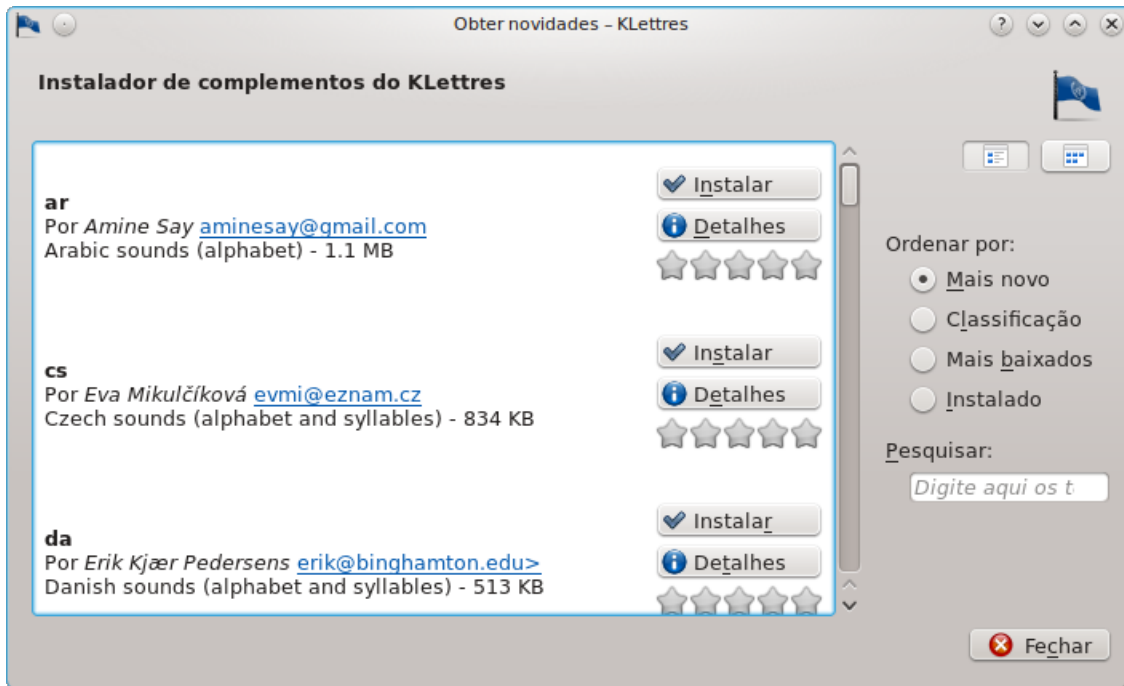 Obter novidades – KLettres
Instalador de complementos do KLettres
ar
Por Amine Say aminesay@gmail.com
Arabic sounds (alphabet) - 1.1 MB
Instalar
Detalhes
cs
Por Eva Mikulčíková evmi@eznam.cz
Czech sounds (alphabet and syllables) - 834 KB
Instalar
Detalhes
da
Por Erik Kjær Pedersens erik@binghamton.edu>
Danish sounds (alphabet and syllables) - 513 KB
Instalar
Detalhes
Ordenar por:
Mais novo
Classificação
Mais baixados
Instalado
Pesquisar:
Digite aqui os t
Fechar